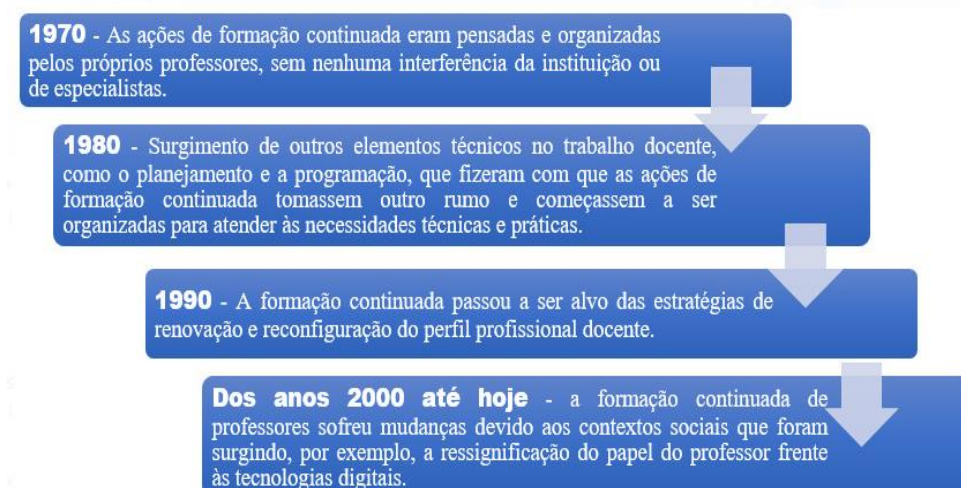 1970 - As ações de formação continuada eram pensadas e organizadas
pelos próprios professores, sem nenhuma interferência da instituição ou
de especialistas.
1980 - Surgimento de outros elementos técnicos no trabalho docente,
como o planejamento e a programação, que fizeram com que as ações de
formação continuada tomassem outro rumo e começassem a ser
organizadas para atender às necessidades técnicas e práticas.
1990 - A formação continuada passou a ser alvo das estratégias de
renovação e reconfiguração do perfil profissional docente.
Dos anos 2000 até hoje - a formação continuada de
professores sofreu mudanças devido aos contextos sociais que foram
surgindo, por exemplo, a ressignificação do papel do professor frente
às tecnologias digitais.